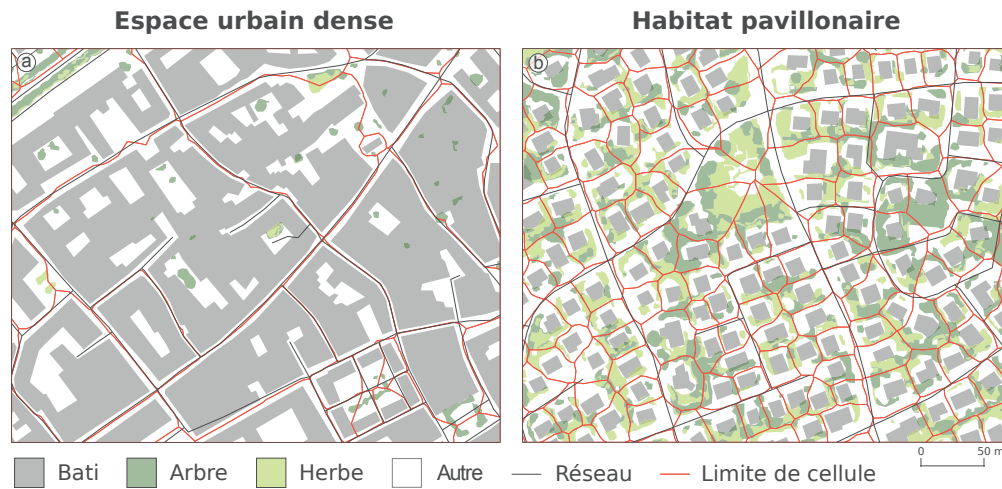 Espace urbain dense
Habitat pavillonaire
a
b
Bati
Arbre
Herbe
Autre
Réseau
Limite de cellule
0 50 m